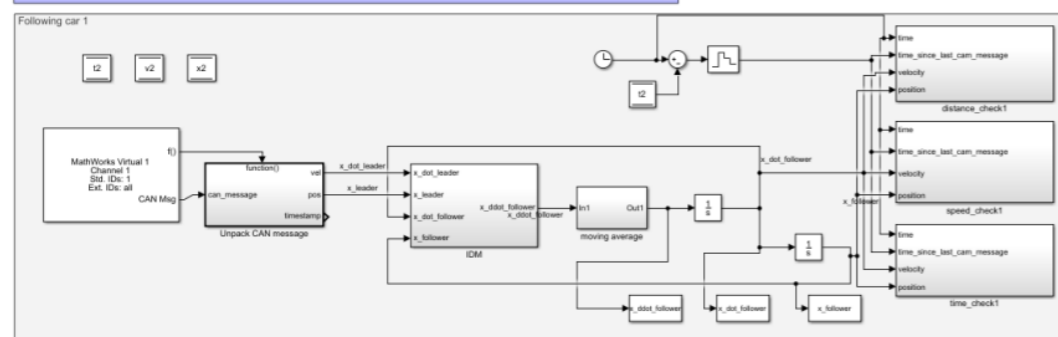 Following car 1
t2
v2
x2
t2
time
time_since_last_cam_message
velocity
position
distance_check1
MathWorks Virtual 1
Channel 1
Std. IDs: 1
Ext. IDs: all
f()
CAN Msg
function()
can_message
vel
pos
timestamp
Unpack CAN message
x_dot_leader
x_leader
x_dot_leader
x_leader
x_dot_follower
x_follower
x_ddot_follower
IDM
x_ddot_follower
In1
Out1
moving average
1
s
1
s
x_dot_follower
x_follower
time
time_since_last_cam_message
velocity
position
speed_check1
time
time_since_last_cam_message
velocity
position
time_check1
x_ddot_follower
x_dot_follower
x_follower